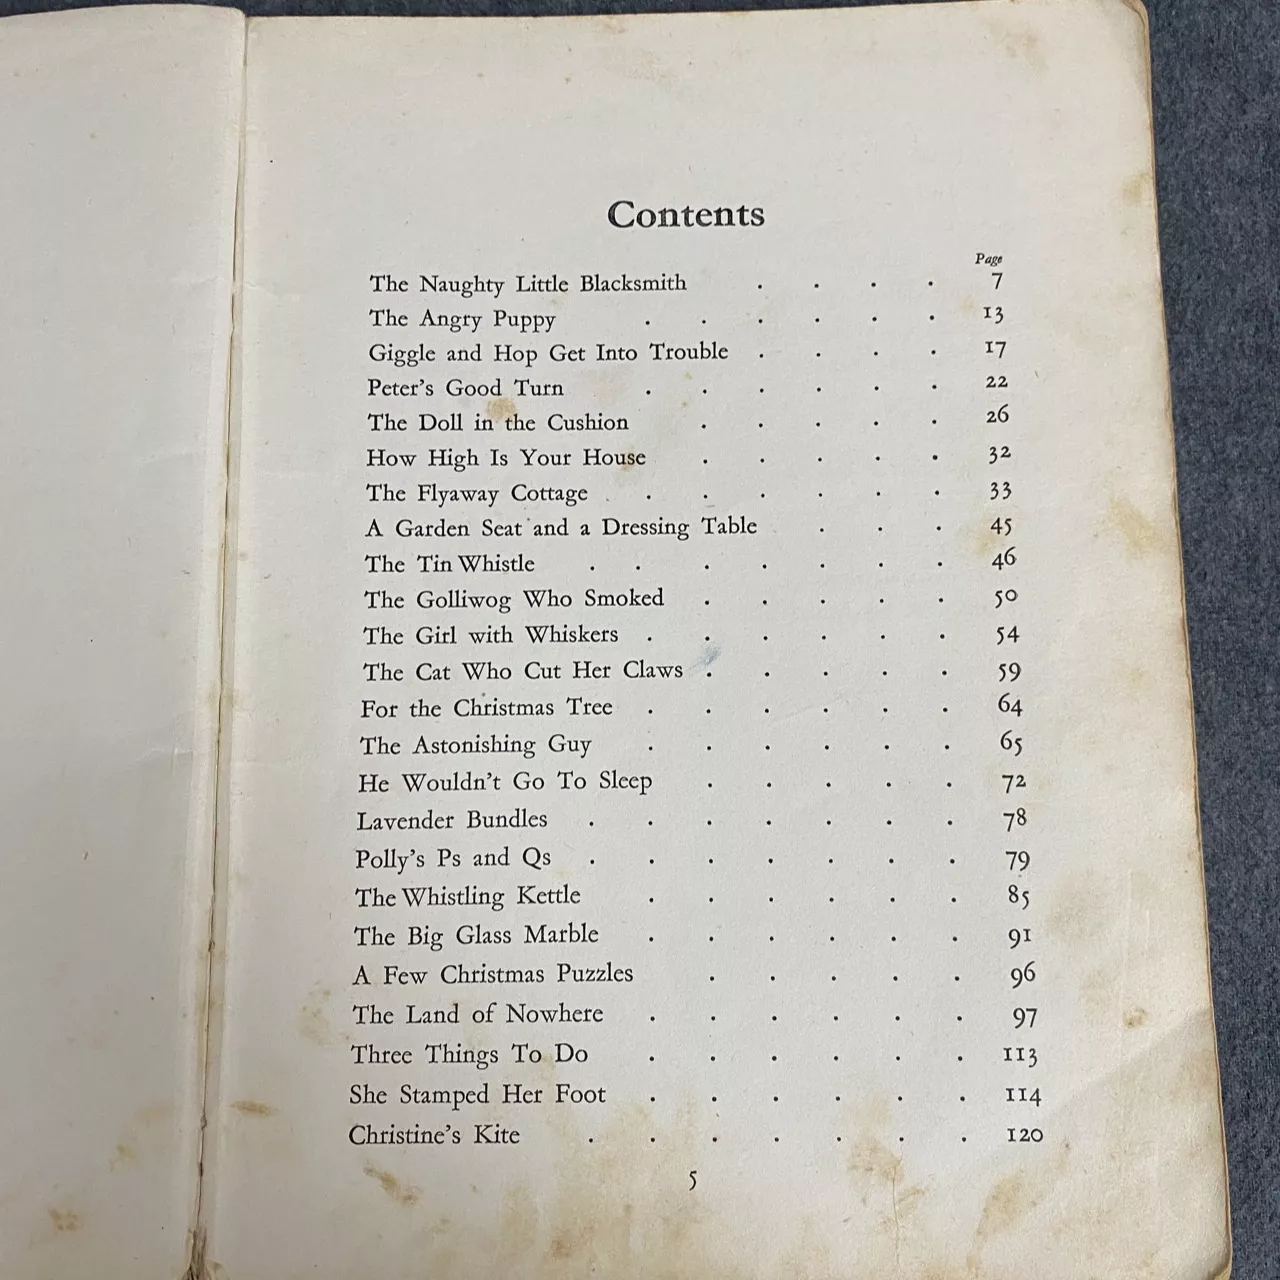 Contents
Page
The Naughty Little Blacksmith . . . . 7
The Angry Puppy . . . . . . 13
Giggle and Hop Get Into Trouble . . . . 17
Peter's Good Turn . . . . . . 22
The Doll in the Cushion . . . . . 26
How High Is Your House . . . . . 32
The Flyaway Cottage . . . . . . . 33
A Garden Seat and a Dressing Table . . . 45
The Tin Whistle . . . . . . . 46
The Golliwog Who Smoked . . . . . 50
The Girl with Whiskers . . . . . . 54
The Cat Who Cut Her Claws . . . . . 59
For the Christmas Tree . . . . . . 64
The Astonishing Guy . . . . . . 65
He Wouldn't Go To Sleep . . . . . 72
Lavender Bundles . . . . . . . 78
Polly's Ps and Qs . . . . . . . 79
The Whistling Kettle . . . . . . 85
The Big Glass Marble . . . . . . 91
A Few Christmas Puzzles . . . . . 96
The Land of Nowhere . . . . . . 97
Three Things To Do . . . . . . 113
She Stamped Her Foot . . . . . . 114
Christine's Kite . . . . . . . 120
5